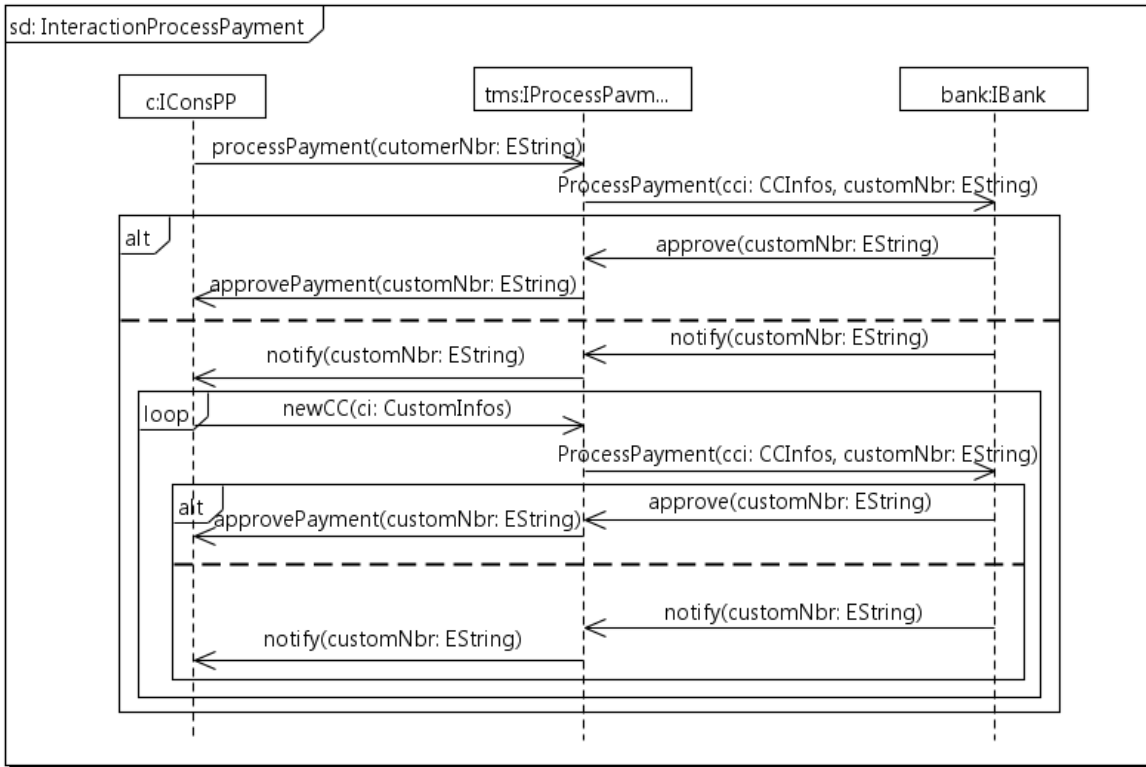 sd: InteractionProcessPayment
c:IConsPP
tms:IProcessPavm...
bank:IBank
processPayment(cutomerNbr: EString)
ProcessPayment(cci: CCInfos, customNbr: EString)
alt
approve(customNbr: EString)
approvePayment(customNbr: EString)
notify(customNbr: EString)
notify(customNbr: EString)
loop
newCC(ci: CustomInfos)
ProcessPayment(cci: CCInfos, customNbr: EString)
alt
approve(customNbr: EString)
approvePayment(customNbr: EString)
notify(customNbr: EString)
notify(customNbr: EString)